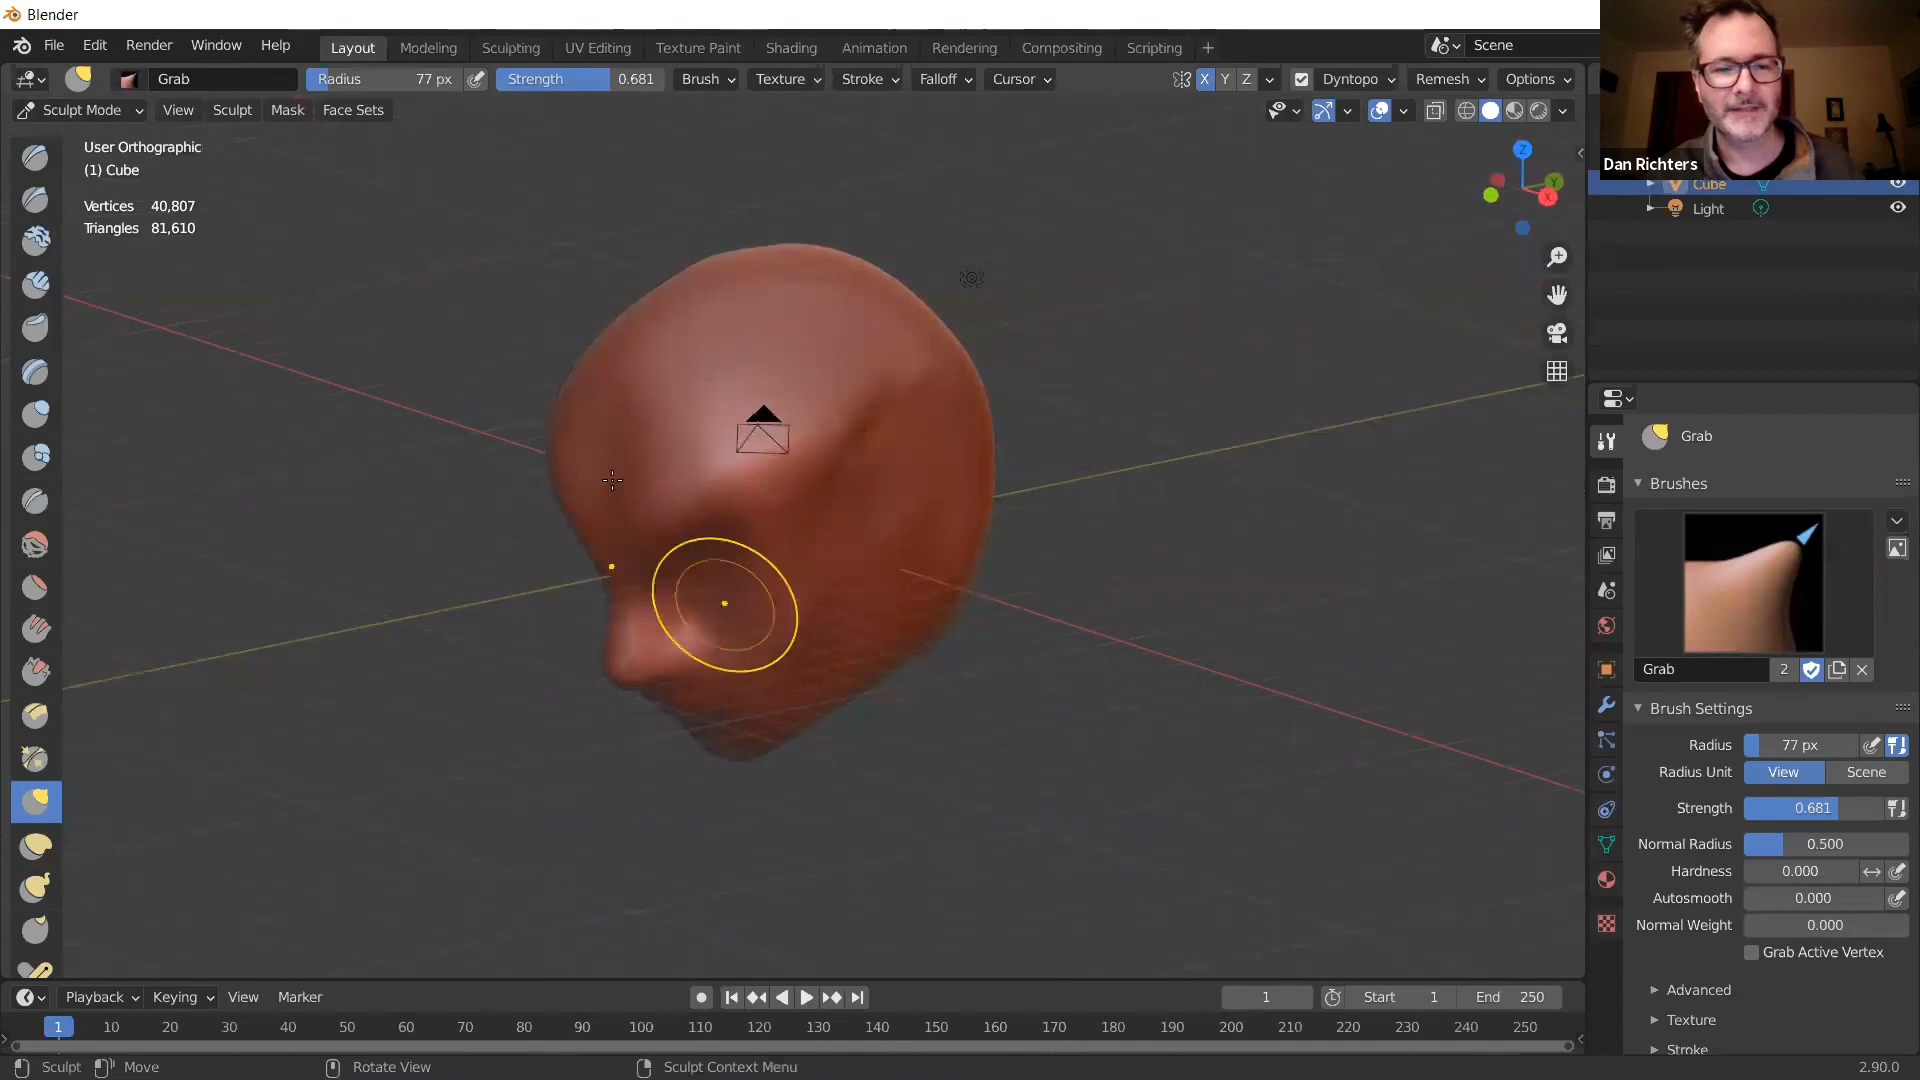 Blender
File Edit Render Window Help Layout Modeling Sculpting UV Editing Texture Paint Shading Animation Rendering Compositing Scripting + Scene
Grab Radius 77 px Strength 0.681 Brush Texture Stroke Falloff Cursor X Y Z Dyntopo Remesh Options
Sculpt Mode View Sculpt Mask Face Sets
User Orthographic
(1) Cube
Vertices 40,807
Triangles 81,610
Z
Y
X
Dan Richters
Cube
Light
Grab
Brushes
Grab 2
Brush Settings
Radius 77 px
Radius Unit View Scene
Strength 0.681
Normal Radius 0.500
Hardness 0.000
Autosmooth 0.000
Normal Weight 0.000
Grab Active Vertex
Advanced
Texture
Stroke
Playback Keying View Marker 1 Start 1 End 250
1 10 20 30 40 50 60 70 80 90 100 110 120 130 140 150 160 170 180 190 200 210 220 230 240 250
Sculpt Move Rotate View Sculpt Context Menu 2.90.0